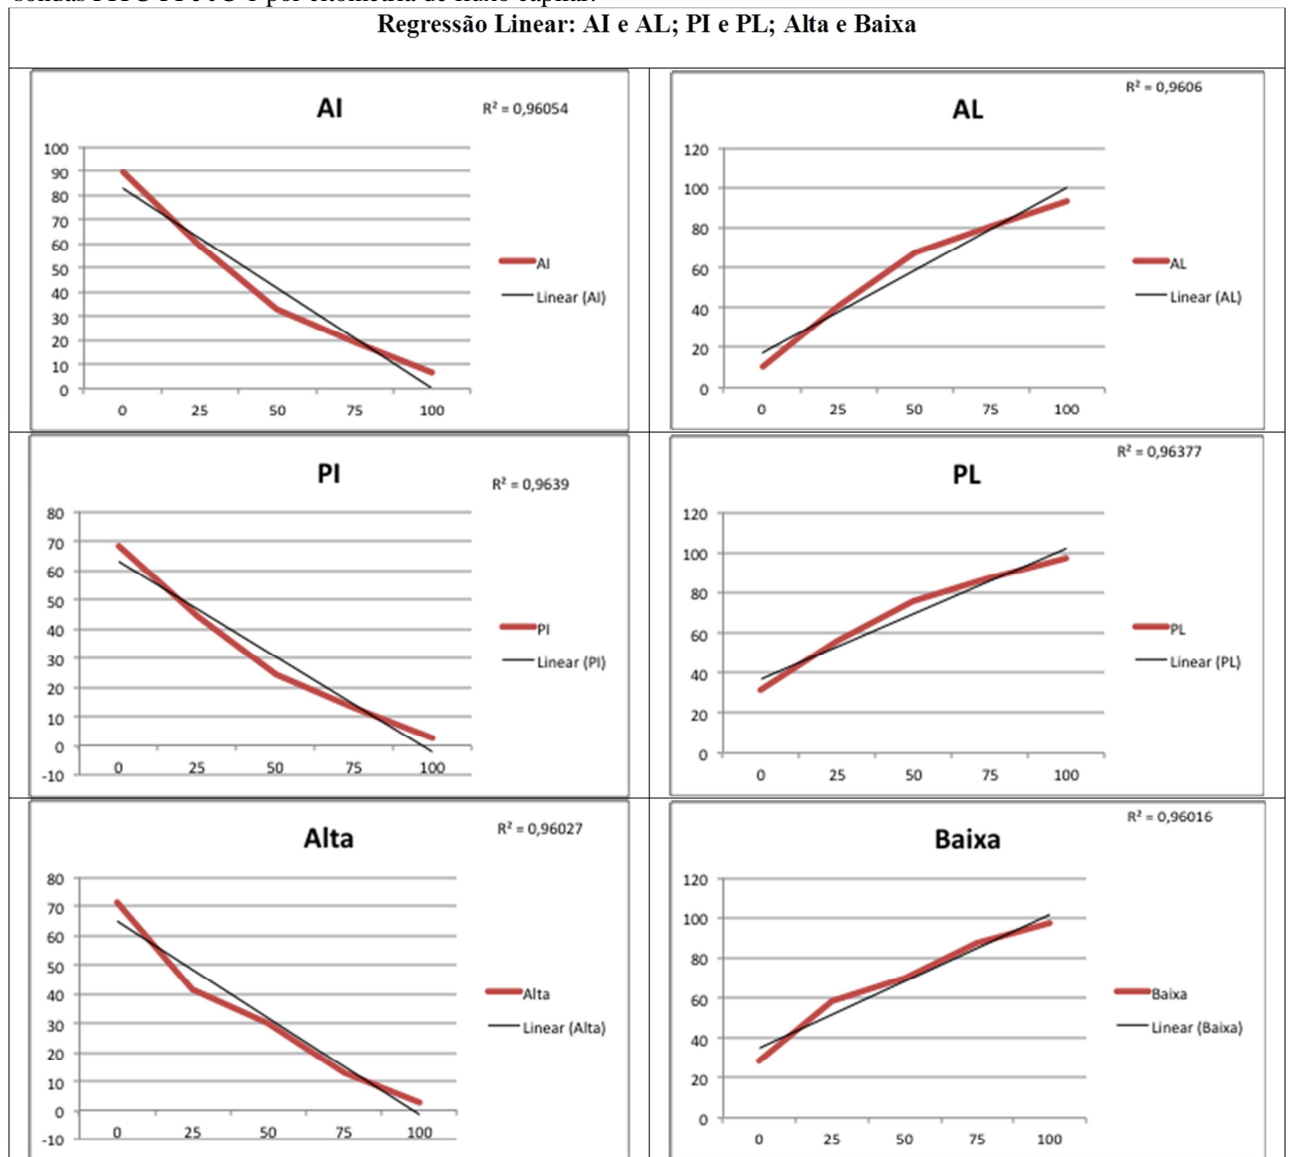 Regressão Linear: AI e AL; PI e PL; Alta e Baixa
AI
R² = 0,96054
100
90
80
70
60
50
40
30
20
10
0
0 25 50 75 100
AI
Linear (AI)
AL
R² = 0,9606
120
100
80
60
40
20
0
0 25 50 75 100
AL
Linear (AL)
PI
R² = 0,9639
80
70
60
50
40
30
20
10
0
-10
0 25 50 75 100
PI
Linear (PI)
PL
R² = 0,96377
120
100
80
60
40
20
0
0 25 50 75 100
PL
Linear (PL)
Alta
R² = 0,96027
80
70
60
50
40
30
20
10
0
-10
0 25 50 75 100
Alta
Linear (Alta)
Baixa
R² = 0,96016
120
100
80
60
40
20
0
0 25 50 75 100
Baixa
Linear (Baixa)